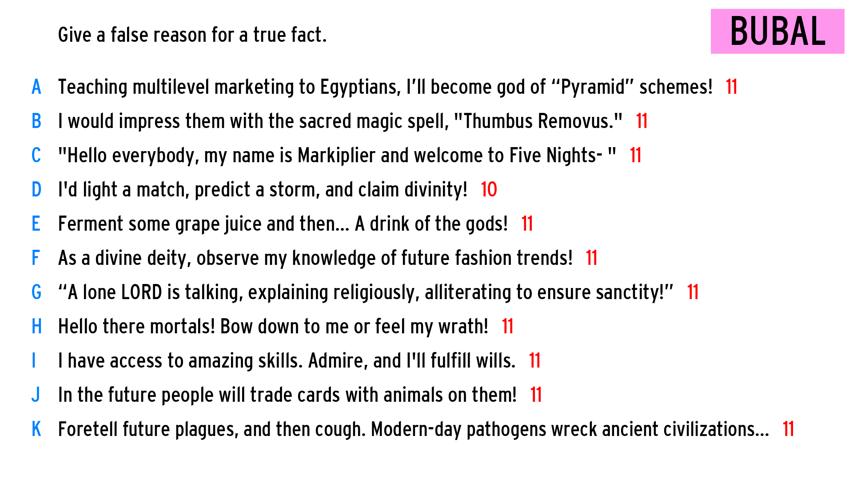 Give a false reason for a true fact.
BUBAL
A Teaching multilevel marketing to Egyptians, I'll become god of “Pyramid” schemes! 11
B I would impress them with the sacred magic spell, "Thumbus Removus." 11
C "Hello everybody, my name is Markiplier and welcome to Five Nights- " 11
D I'd light a match, predict a storm, and claim divinity! 10
E Ferment some grape juice and then... A drink of the gods! 11
F As a divine deity, observe my knowledge of future fashion trends! 11
G “A lone LORD is talking, explaining religiously, alliterating to ensure sanctity!” 11
H Hello there mortals! Bow down to me or feel my wrath! 11
I I have access to amazing skills. Admire, and I'll fulfill wills. 11
J In the future people will trade cards with animals on them! 11
K Foretell future plagues, and then cough. Modern-day pathogens wreck ancient civilizations... 11